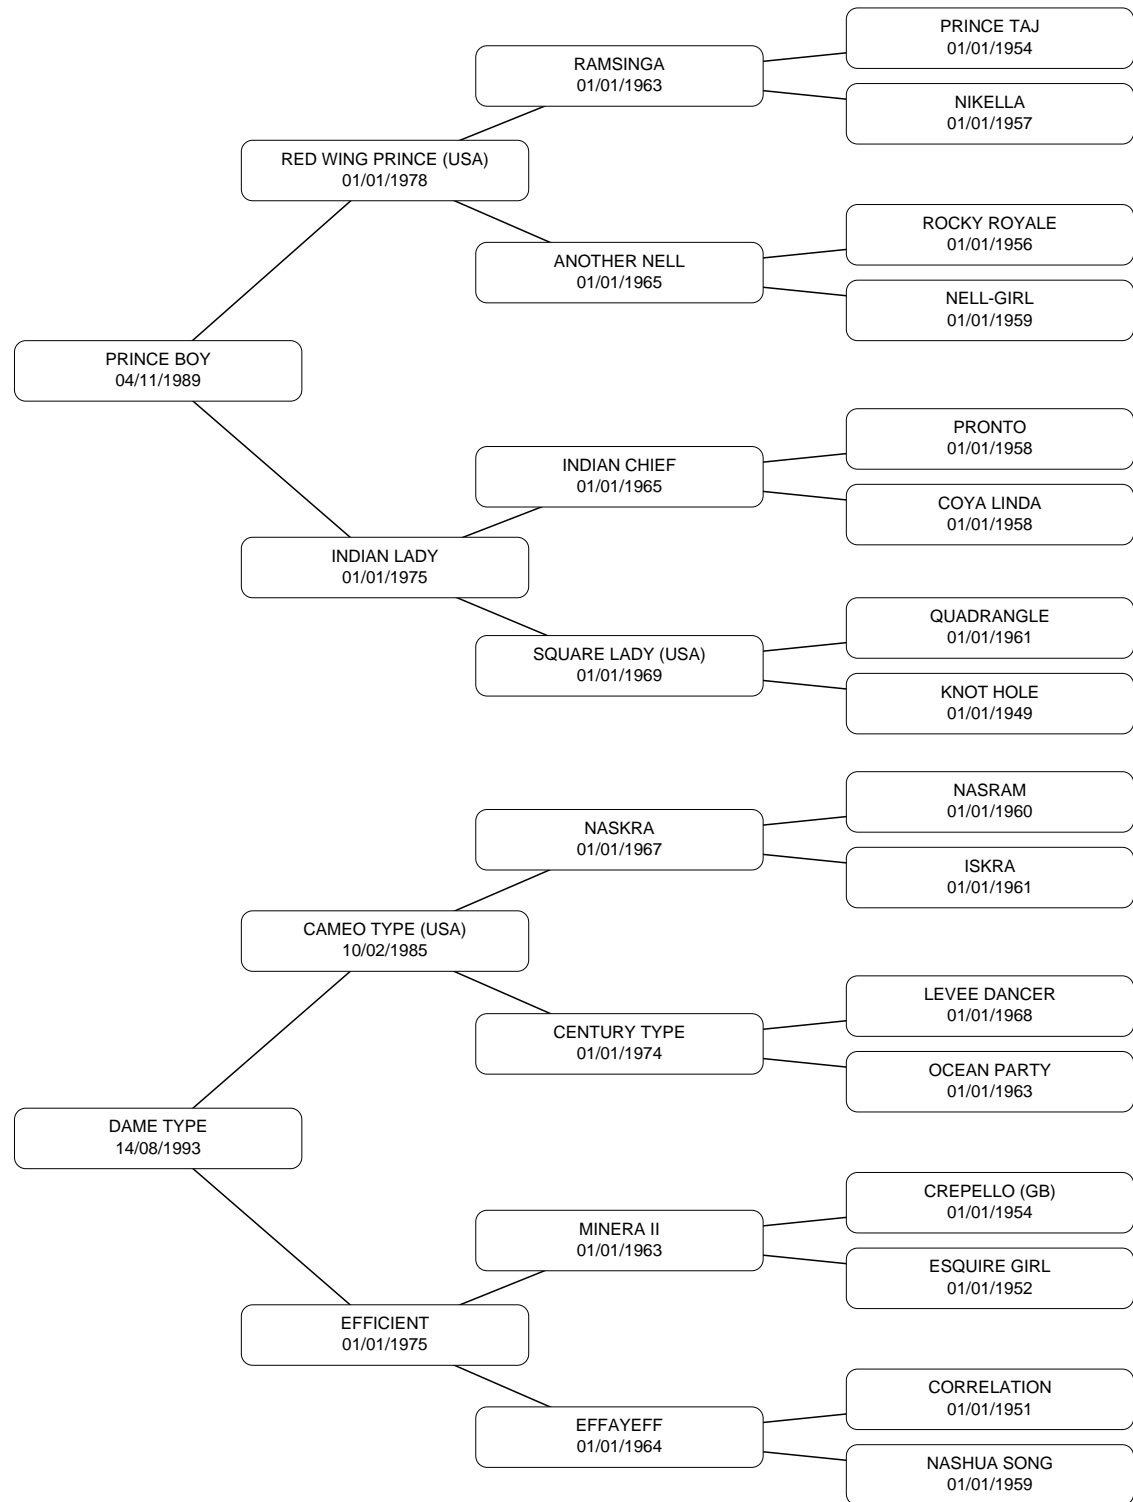 PRINCE TAJ
01/01/1954
RAMSINGA
01/01/1963
NIKELLA
01/01/1957
RED WING PRINCE (USA)
01/01/1978
ROCKY ROYALE
01/01/1956
ANOTHER NELL
01/01/1965
NELL-GIRL
01/01/1959
PRINCE BOY
04/11/1989
PRONTO
01/01/1958
INDIAN CHIEF
01/01/1965
COYA LINDA
01/01/1958
INDIAN LADY
01/01/1975
QUADRANGLE
01/01/1961
SQUARE LADY (USA)
01/01/1969
KNOT HOLE
01/01/1949
NASRAM
01/01/1960
NASKRA
01/01/1967
ISKRA
01/01/1961
CAMEO TYPE (USA)
10/02/1985
LEVEE DANCER
01/01/1968
CENTURY TYPE
01/01/1974
OCEAN PARTY
01/01/1963
DAME TYPE
14/08/1993
CREPELLO (GB)
01/01/1954
MINERA II
01/01/1963
ESQUIRE GIRL
01/01/1952
EFFICIENT
01/01/1975
CORRELATION
01/01/1951
EFFAYEFF
01/01/1964
NASHUA SONG
01/01/1959